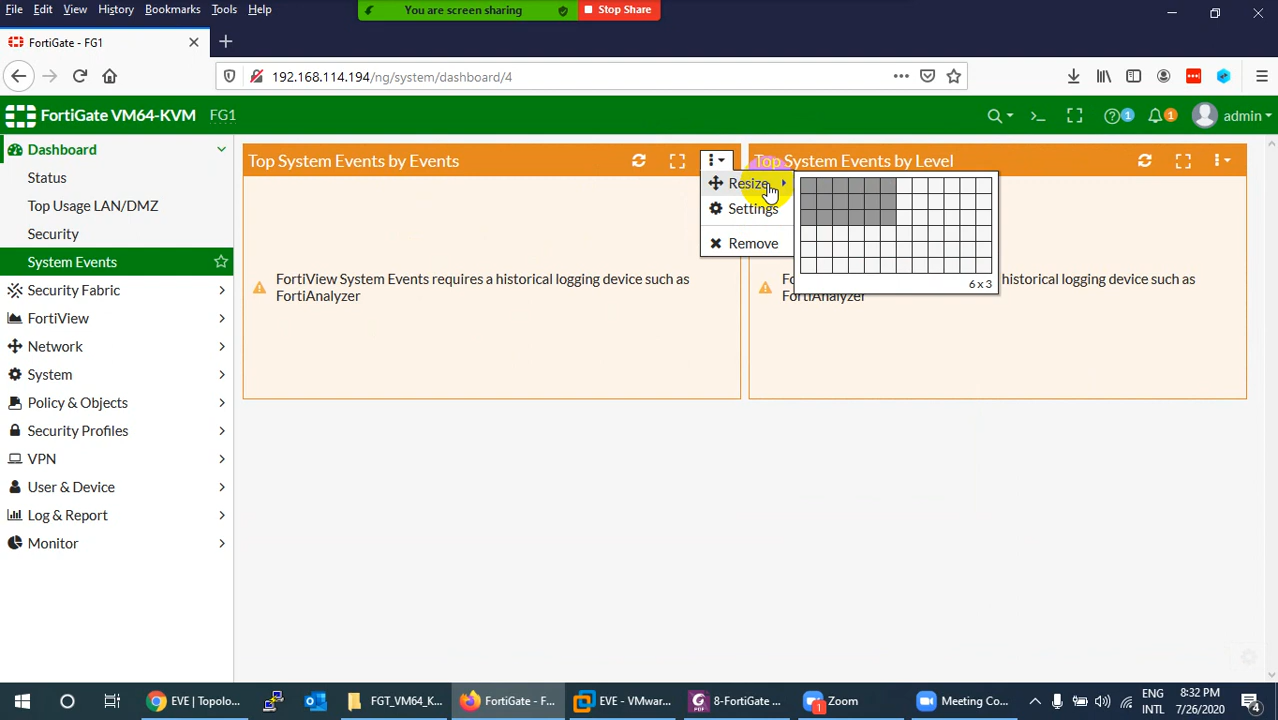 File Edit View History Bookmarks Tools Help
You are screen sharing
Stop Share
FortiGate - FG1
192.168.114.194/ng/system/dashboard/4
FortiGate VM64-KVM FG1
1
1
admin
Dashboard
Status
Top Usage LAN/DMZ
Security
System Events
Security Fabric
FortiView
Network
System
Policy & Objects
Security Profiles
VPN
User & Device
Log & Report
Monitor
Top System Events by Events
FortiView System Events requires a historical logging device such as
FortiAnalyzer
Resize
Settings
Remove
6 x 3
Top System Events by Level
historical logging device such as
FortiAnalyzer
EVE | Topolo...
FGT_VM64_K...
FortiGate - F...
EVE - VMwar...
8-FortiGate ...
1
Zoom
Meeting Co...
ENG
INTL
8:32 PM
7/26/2020
4